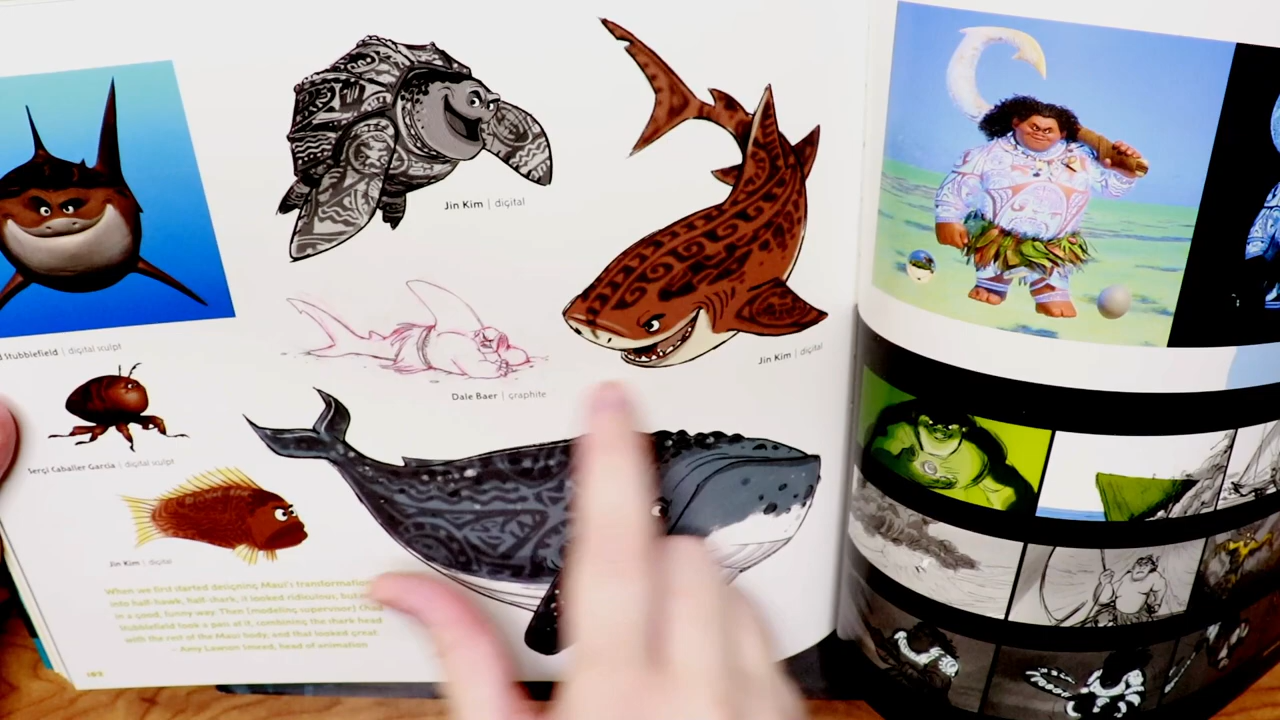 Jin Kim | digital
Stubblefield | digital sculpt
Jin Kim | digital
Dale Baer | graphite
Sergi Caballer Garcia | digital sculpt
Jin Kim | digital
When we first started designing Maui's transformation
into half-hawk, half-shark, it looked ridiculous, but
in a good, funny way. Then [modeling supervisor] Chad
Stubblefield took a pen at it, combining the shark head
with the rest of the Maui body, and that looked great.
– Amy Lawson Smeed, head of animation
102